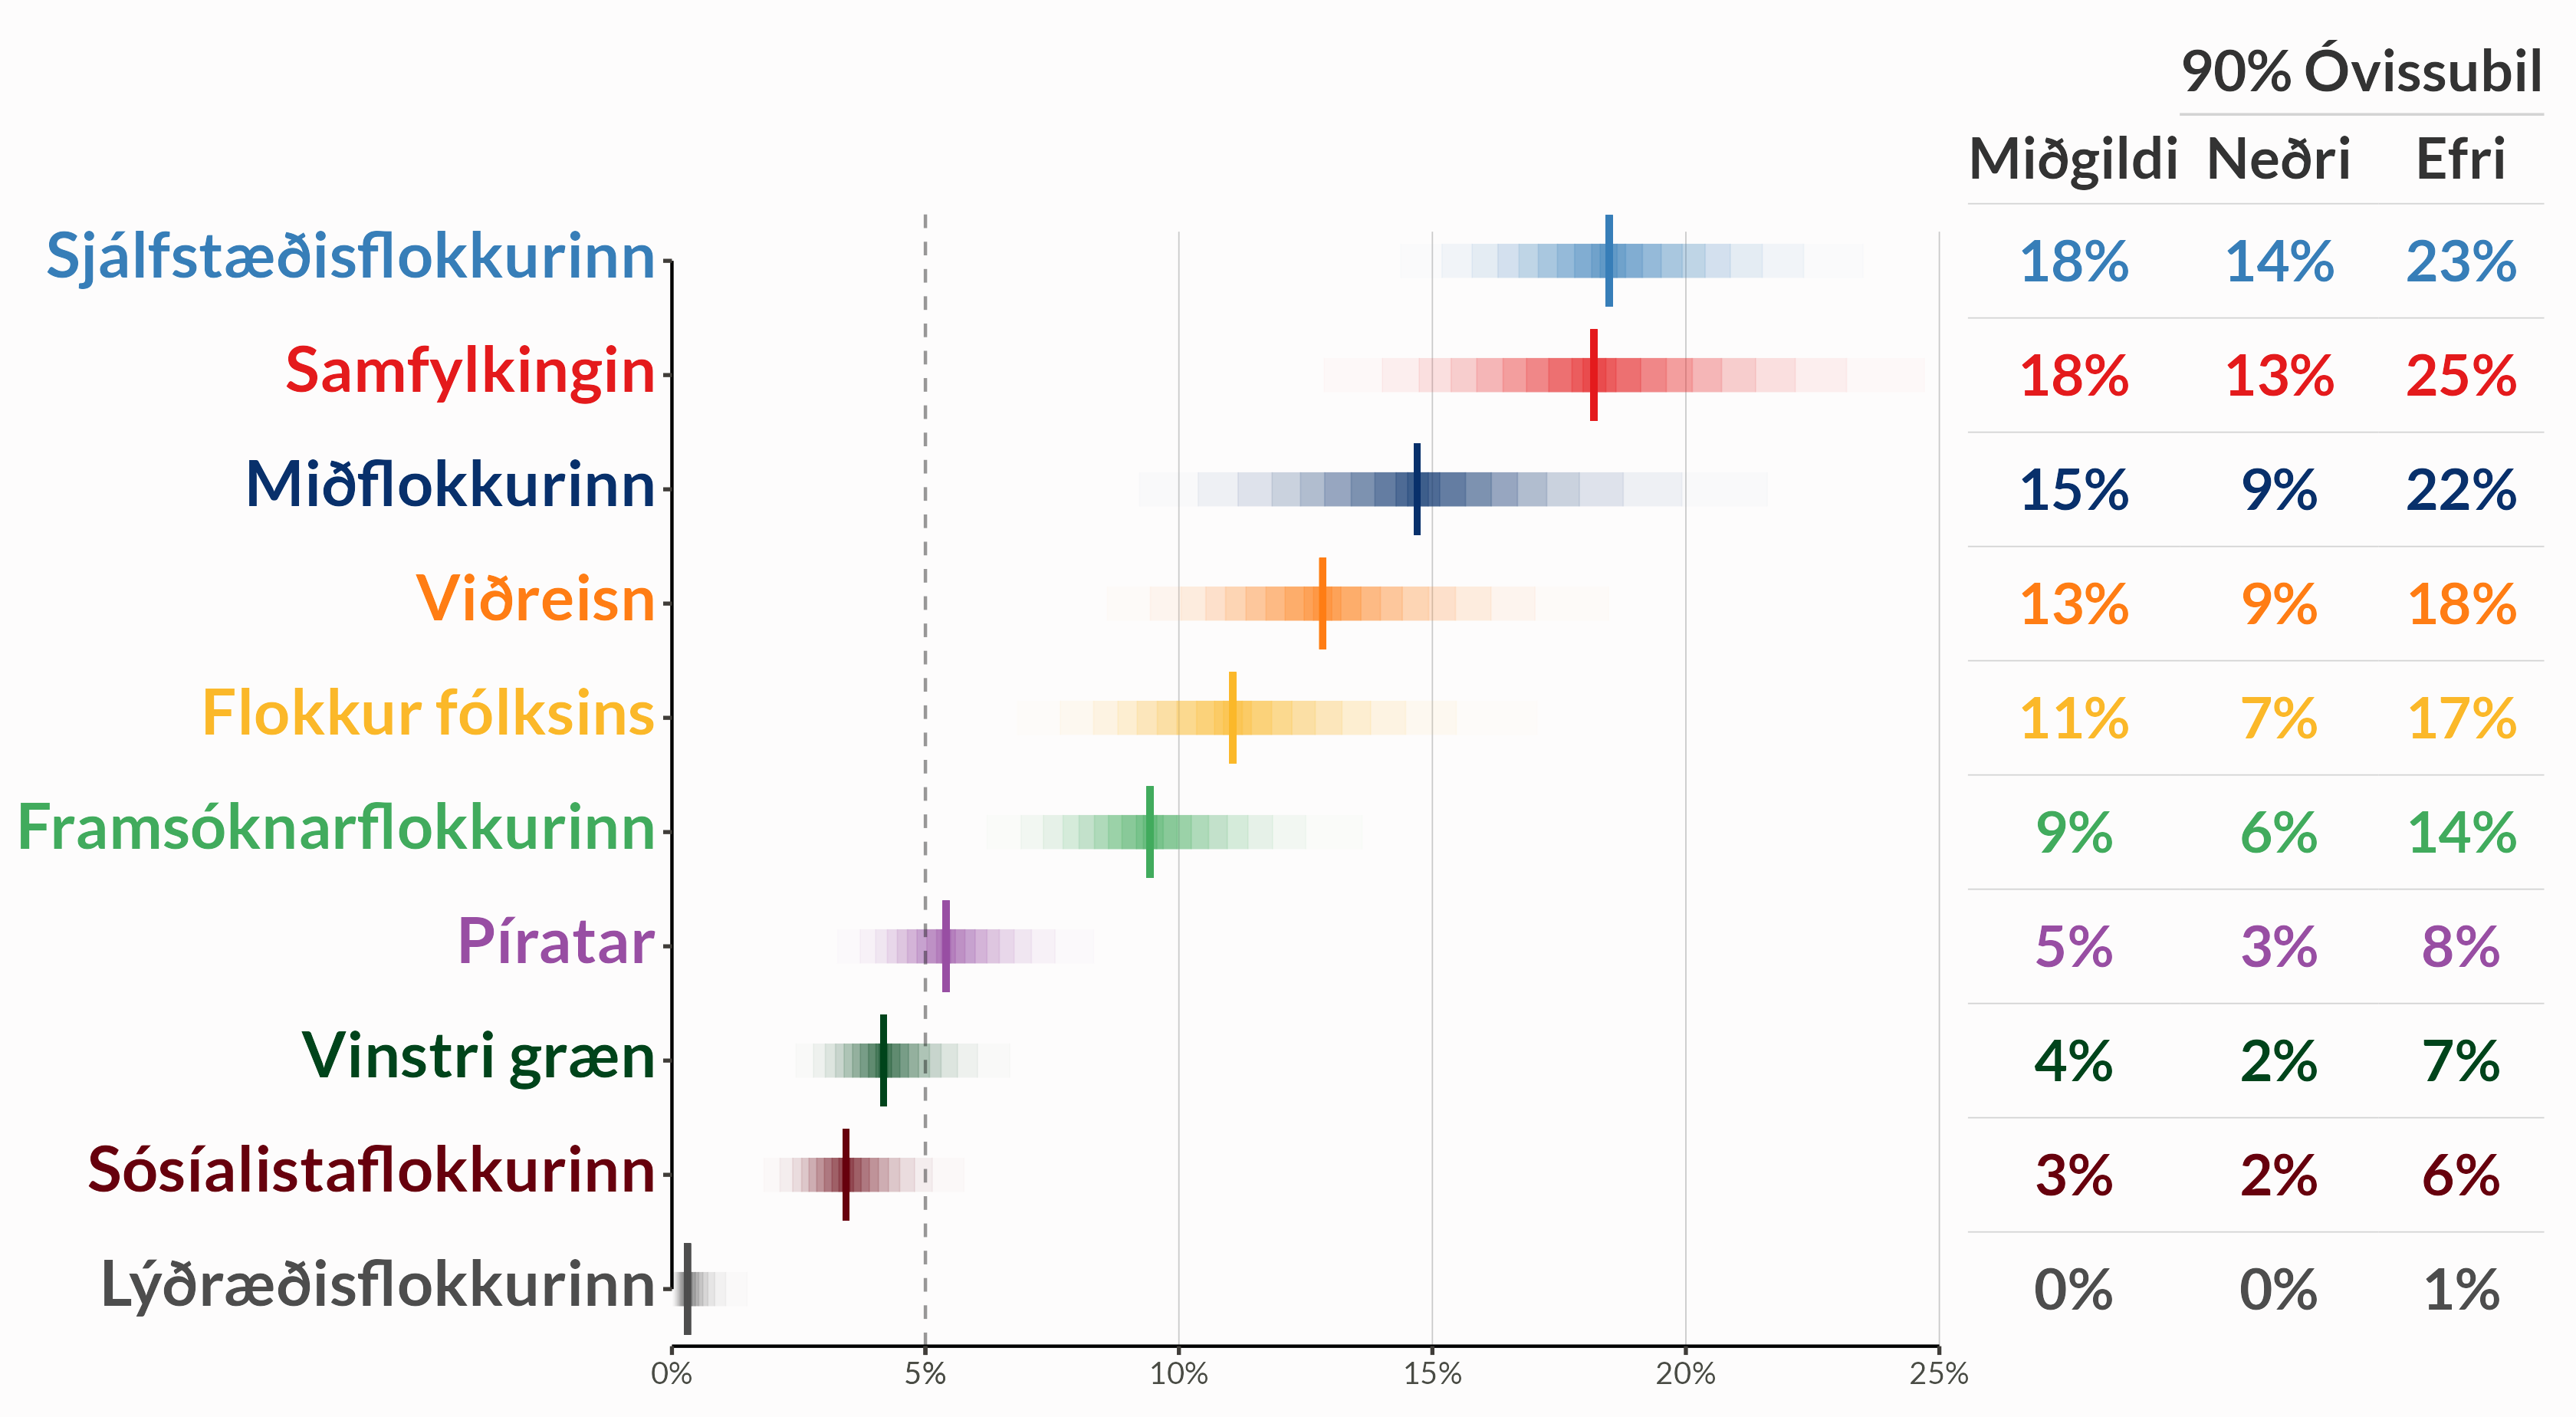 90% Óvissubil
Miðgildi Neðri Efri
Sjálfstæðisflokkurinn 18% 14% 23%
Samfylkingin 18% 13% 25%
Miðflokkurinn 15% 9% 22%
Viðreisn 13% 9% 18%
Flokkur fólksins 11% 7% 17%
Framsóknarflokkurinn 9% 6% 14%
Píratar 5% 3% 8%
Vinstri græn 4% 2% 7%
Sósíalistaflokkurinn 3% 2% 6%
Lýðræðisflokkurinn 0% 0% 1%
0% 5% 10% 15% 20% 25%